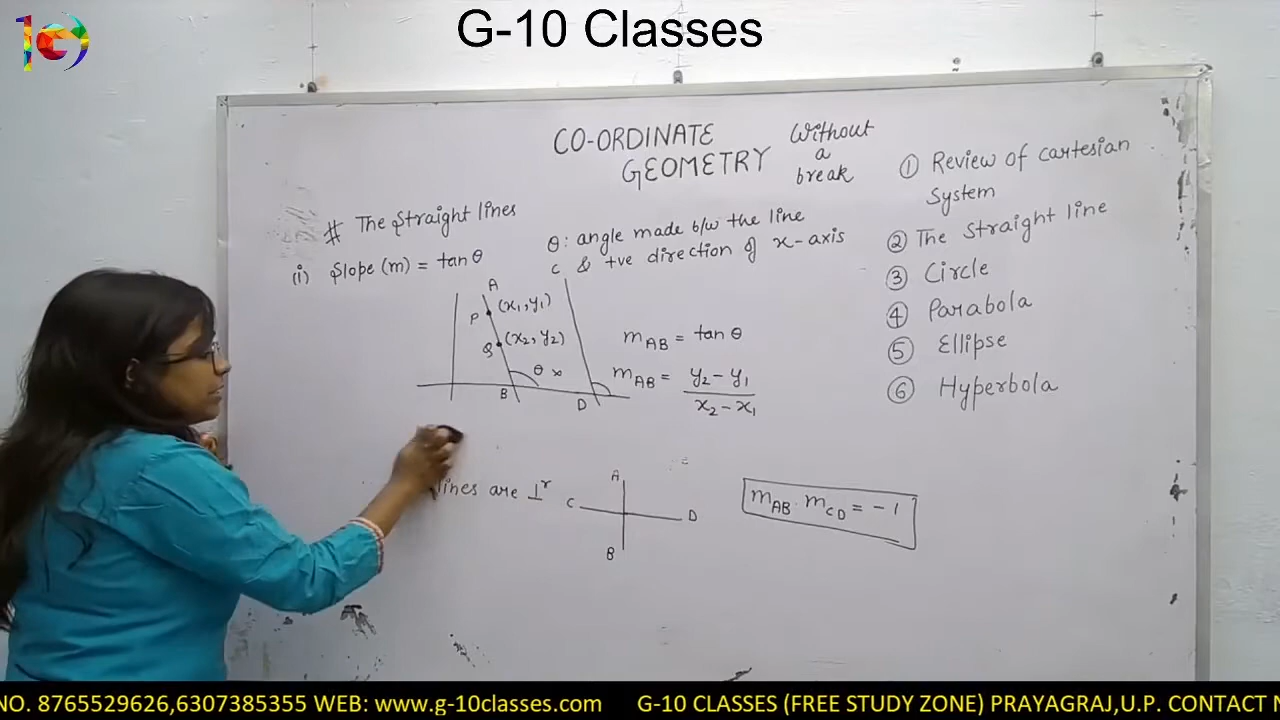 G-10 Classes
CO-ORDINATE
GEOMETRY
Without
a
break
# The Straight lines
(i) Slope (m) = tan θ
θ: angle made b/w the line
& +ve direction of x-axis
A
P (x₁, y₁)
Q (x₂, y₂)
θ
B
C
D
m_AB = tan θ
m_AB = y₂ - y₁
x₂ - x₁
lines are ⊥ʳ
A
C
D
B
m_AB . m_CD = -1
① Review of cartesian
System
② The Straight line
③ Circle
④ Parabola
⑤ Ellipse
⑥ Hyperbola
NO. 8765529626,6307385355 WEB: www.g-10classes.com G-10 CLASSES (FREE STUDY ZONE) PRAYAGRAJ,U.P. CONTACT